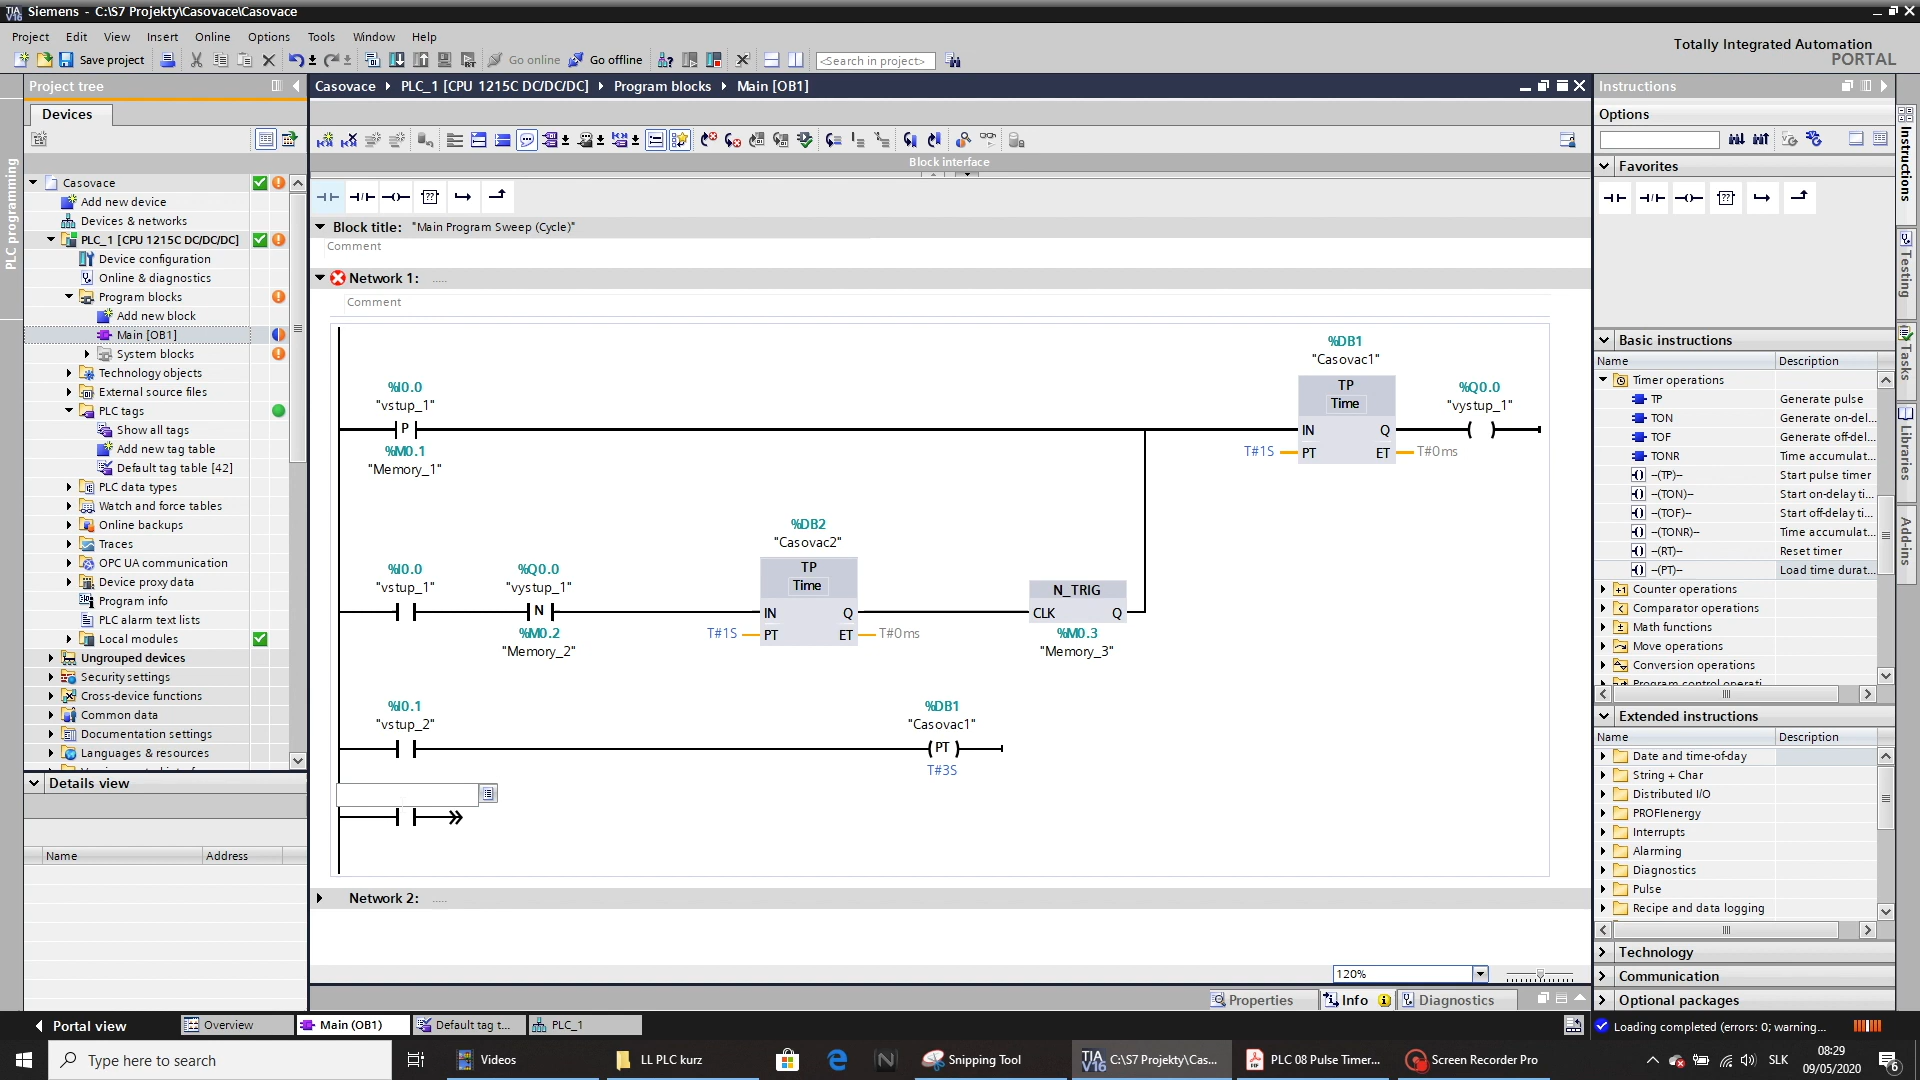 Siemens - C:\S7 Projekty\Casovace\Casovace
Project Edit View Insert Online Options Tools Window Help
Totally Integrated Automation
PORTAL
Save project
Go online
Go offline
<Search in project>
Project tree
Devices
PLC programming
Casovace
Add new device
Devices & networks
PLC_1 [CPU 1215C DC/DC/DC]
Device configuration
Online & diagnostics
Program blocks
Add new block
Main [OB1]
System blocks
Technology objects
External source files
PLC tags
Show all tags
Add new tag table
Default tag table [42]
PLC data types
Watch and force tables
Online backups
Traces
OPC UA communication
Device proxy data
Program info
PLC alarm text lists
Local modules
Ungrouped devices
Security settings
Cross-device functions
Common data
Documentation settings
Languages & resources
Details view
Name Address
Casovace PLC_1 [CPU 1215C DC/DC/DC] Program blocks Main [OB1]
Block interface
Block title: "Main Program Sweep (Cycle)"
Comment
Network 1: .....
Comment
%I0.0
"vstup_1"
P
%M0.1
"Memory_1"
%DB1
"Casovac1"
TP
Time
IN Q
T#1S PT ET T#0ms
%Q0.0
"vystup_1"
%I0.0
"vstup_1"
%Q0.0
"vystup_1"
N
%M0.2
"Memory_2"
%DB2
"Casovac2"
TP
Time
IN Q
T#1S PT ET T#0ms
N_TRIG
CLK Q
%M0.3
"Memory_3"
%I0.1
"vstup_2"
%DB1
"Casovac1"
PT
T#3S
Network 2: .....
120%
Properties Info Diagnostics
Instructions
Options
Favorites
Basic instructions
Name Description
Timer operations
TP Generate pulse
TON Generate on-del...
TOF Generate off-del...
TONR Time accumulat...
–(TP)– Start pulse timer
–(TON)– Start on-delay ti...
–(TOF)– Start off-delay ti...
–(TONR)– Time accumulat...
–(RT)– Reset timer
–(PT)– Load time durat...
Counter operations
Comparator operations
Math functions
Move operations
Conversion operations
Program control operati
Extended instructions
Name Description
Date and time-of-day
String + Char
Distributed I/O
PROFIenergy
Interrupts
Alarming
Diagnostics
Pulse
Recipe and data logging
Technology
Communication
Optional packages
Instructions
Testing
Tasks
Libraries
Add-ins
Portal view
Overview
Main (OB1)
Default tag t...
PLC_1
Loading completed (errors: 0; warning...
Type here to search
Videos
LL PLC kurz
Snipping Tool
C:\S7 Projekty\Cas...
PLC 08 Pulse Timer...
Screen Recorder Pro
SLK
08:29
09/05/2020
6